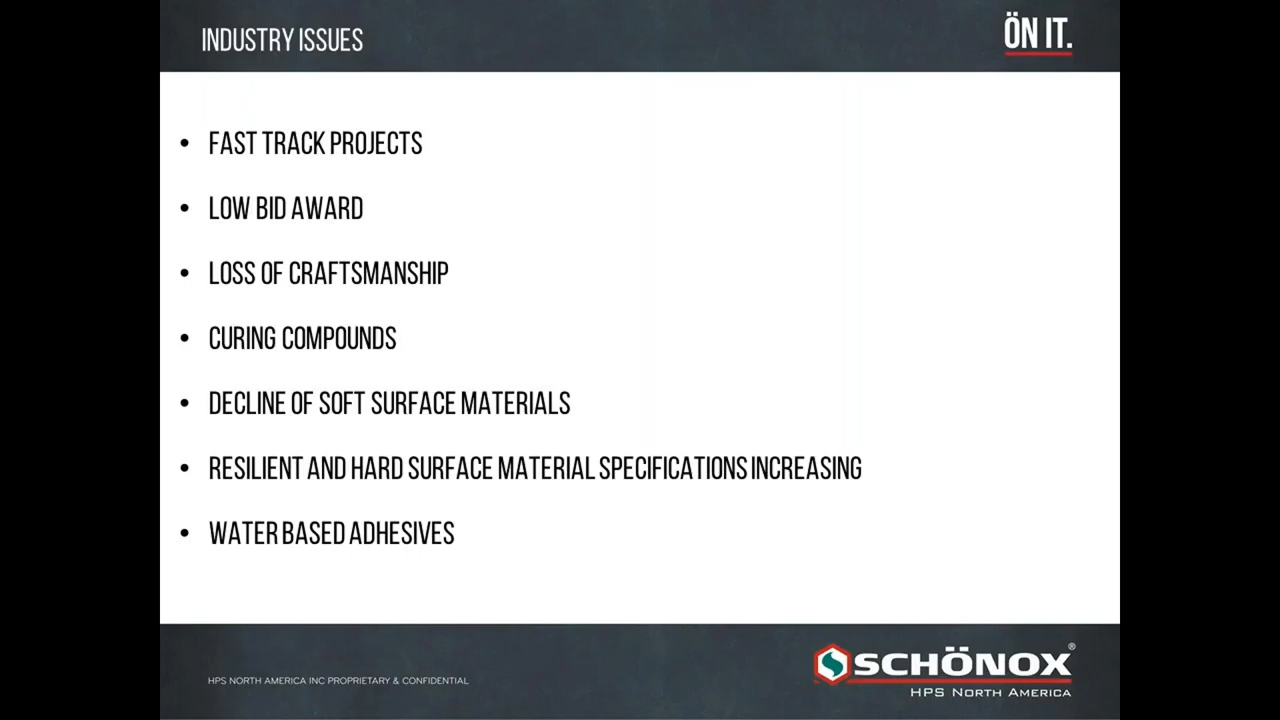 INDUSTRY ISSUES
ÖN IT.
• FAST TRACK PROJECTS
• LOW BID AWARD
• LOSS OF CRAFTSMANSHIP
• CURING COMPOUNDS
• DECLINE OF SOFT SURFACE MATERIALS
• RESILIENT AND HARD SURFACE MATERIAL SPECIFICATIONS INCREASING
• WATER BASED ADHESIVES
HPS NORTH AMERICA INC PROPRIETARY & CONFIDENTIAL
SCHÖNOX®
HPS NORTH AMERICA